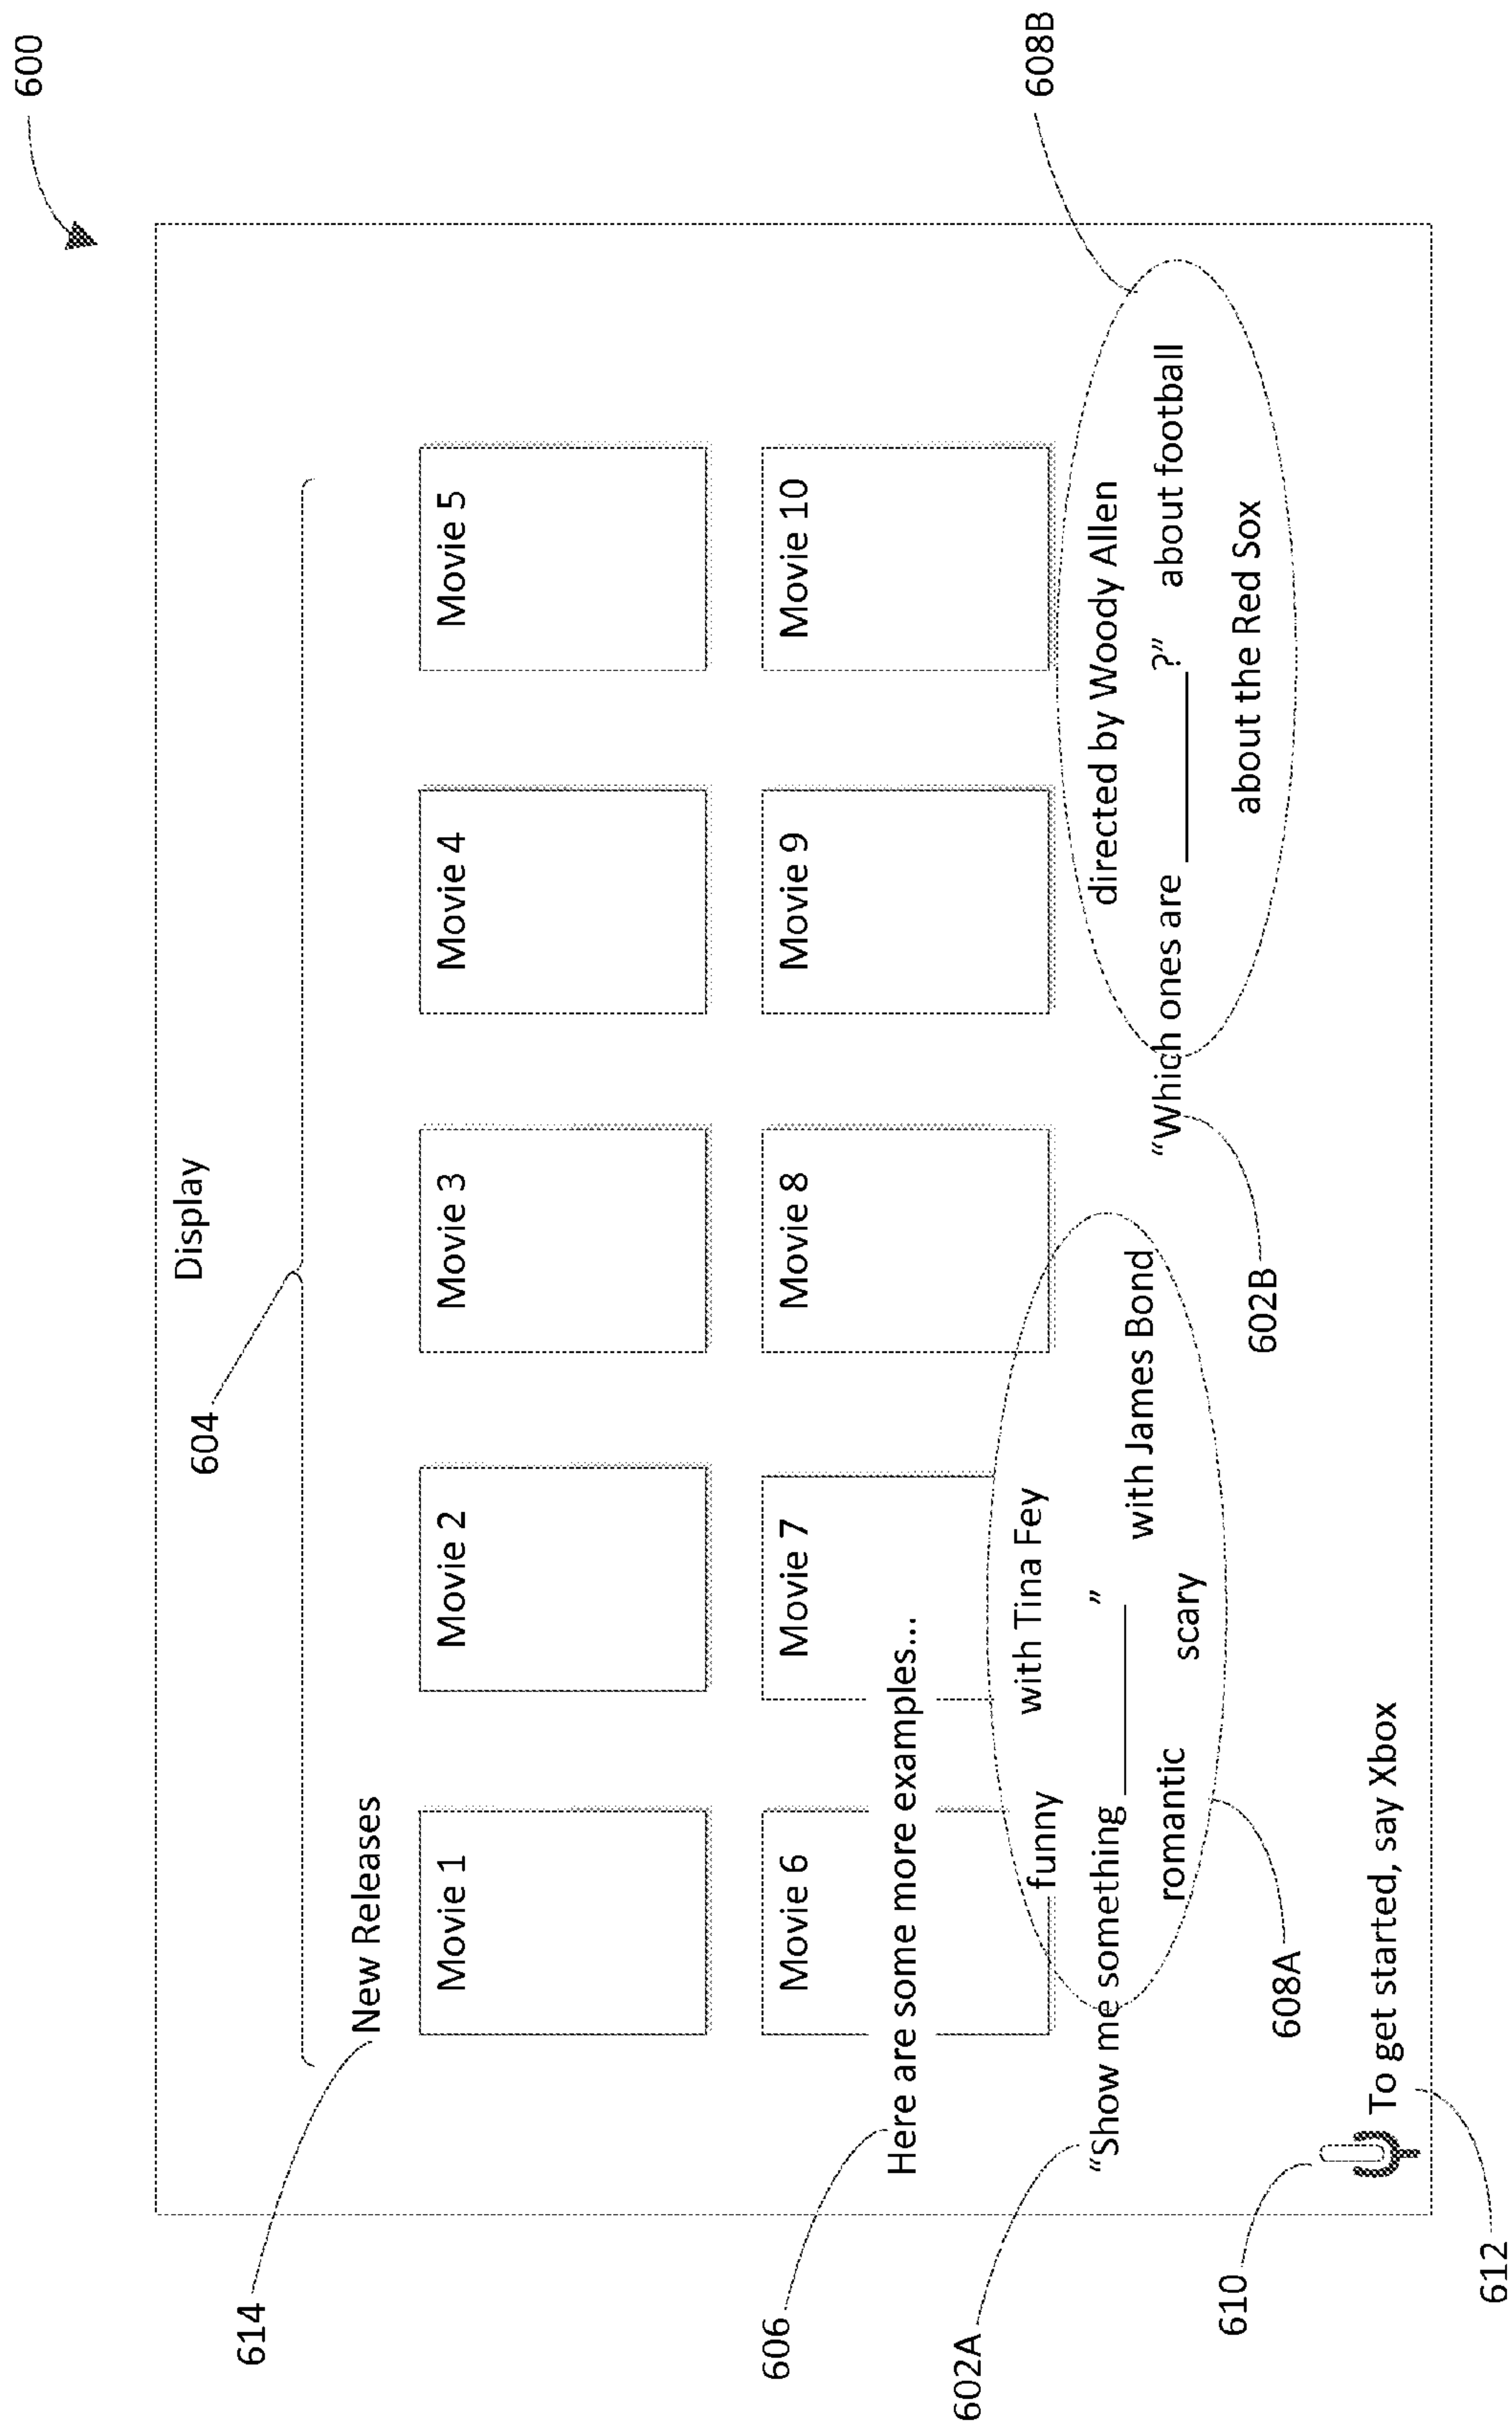 600
Display
604
614
New Releases
Movie 1
Movie 2
Movie 3
Movie 4
Movie 5
Movie 6
Movie 7
Movie 8
Movie 9
Movie 10
606
Here are some more examples...
funny
with Tina Fey
602A
“Show me something ________”
with James Bond
romantic
scary
608A
directed by Woody Allen
608B
“Which ones are ________?”
about football
about the Red Sox
602B
610
To get started, say Xbox
612